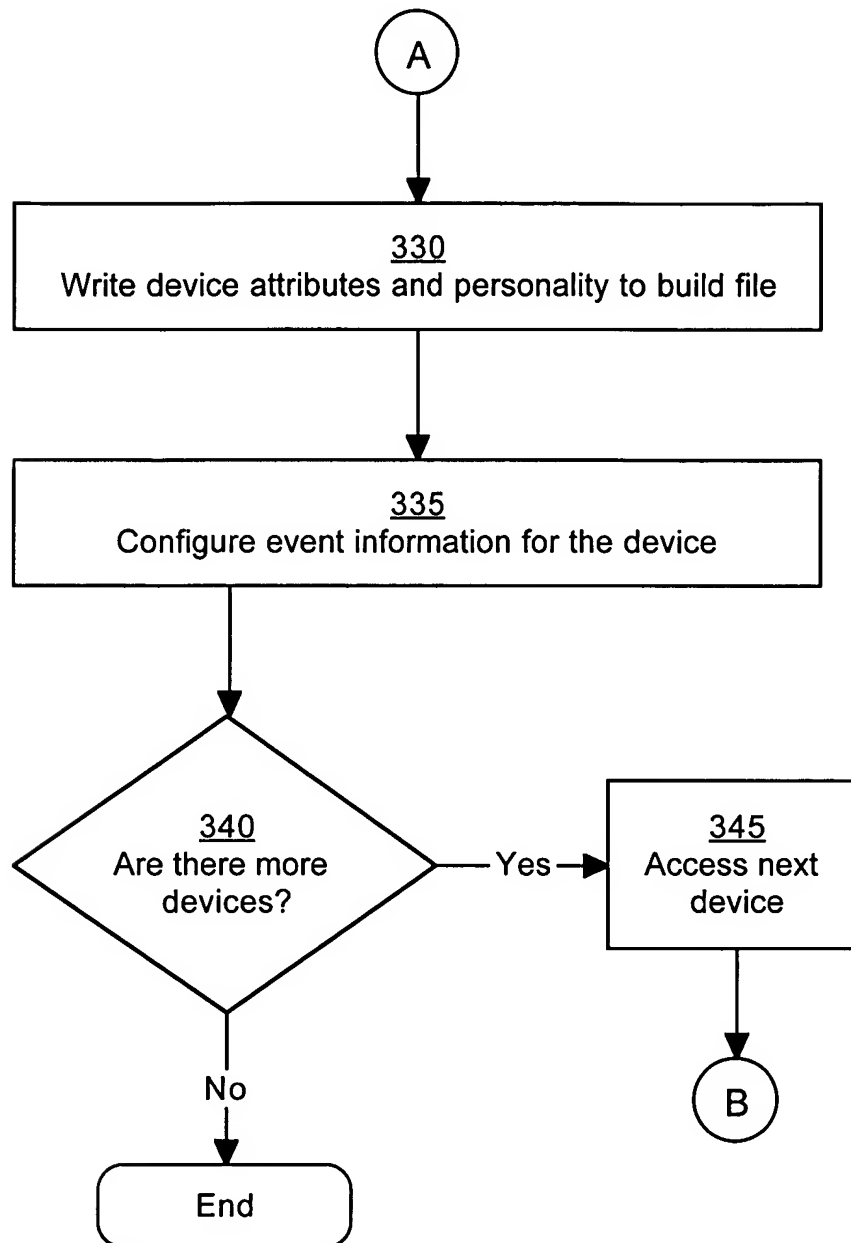 A
330
Write device attributes and personality to build file
335
Configure event information for the device
340
Are there more
devices?
Yes
345
Access next
device
No
B
End